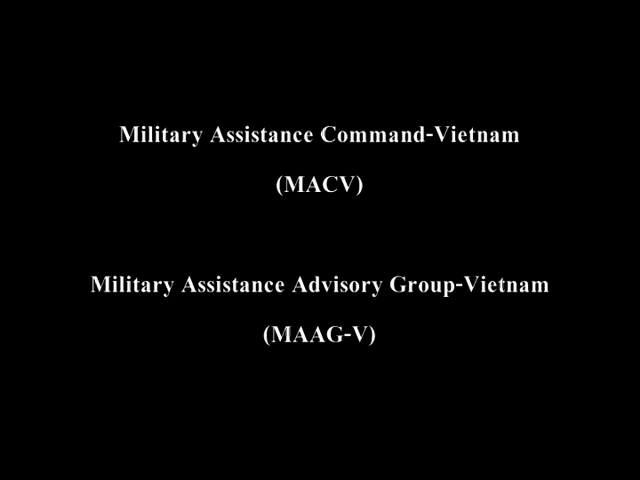 Military Assistance Command-Vietnam
(MACV)
Military Assistance Advisory Group-Vietnam
(MAAG-V)